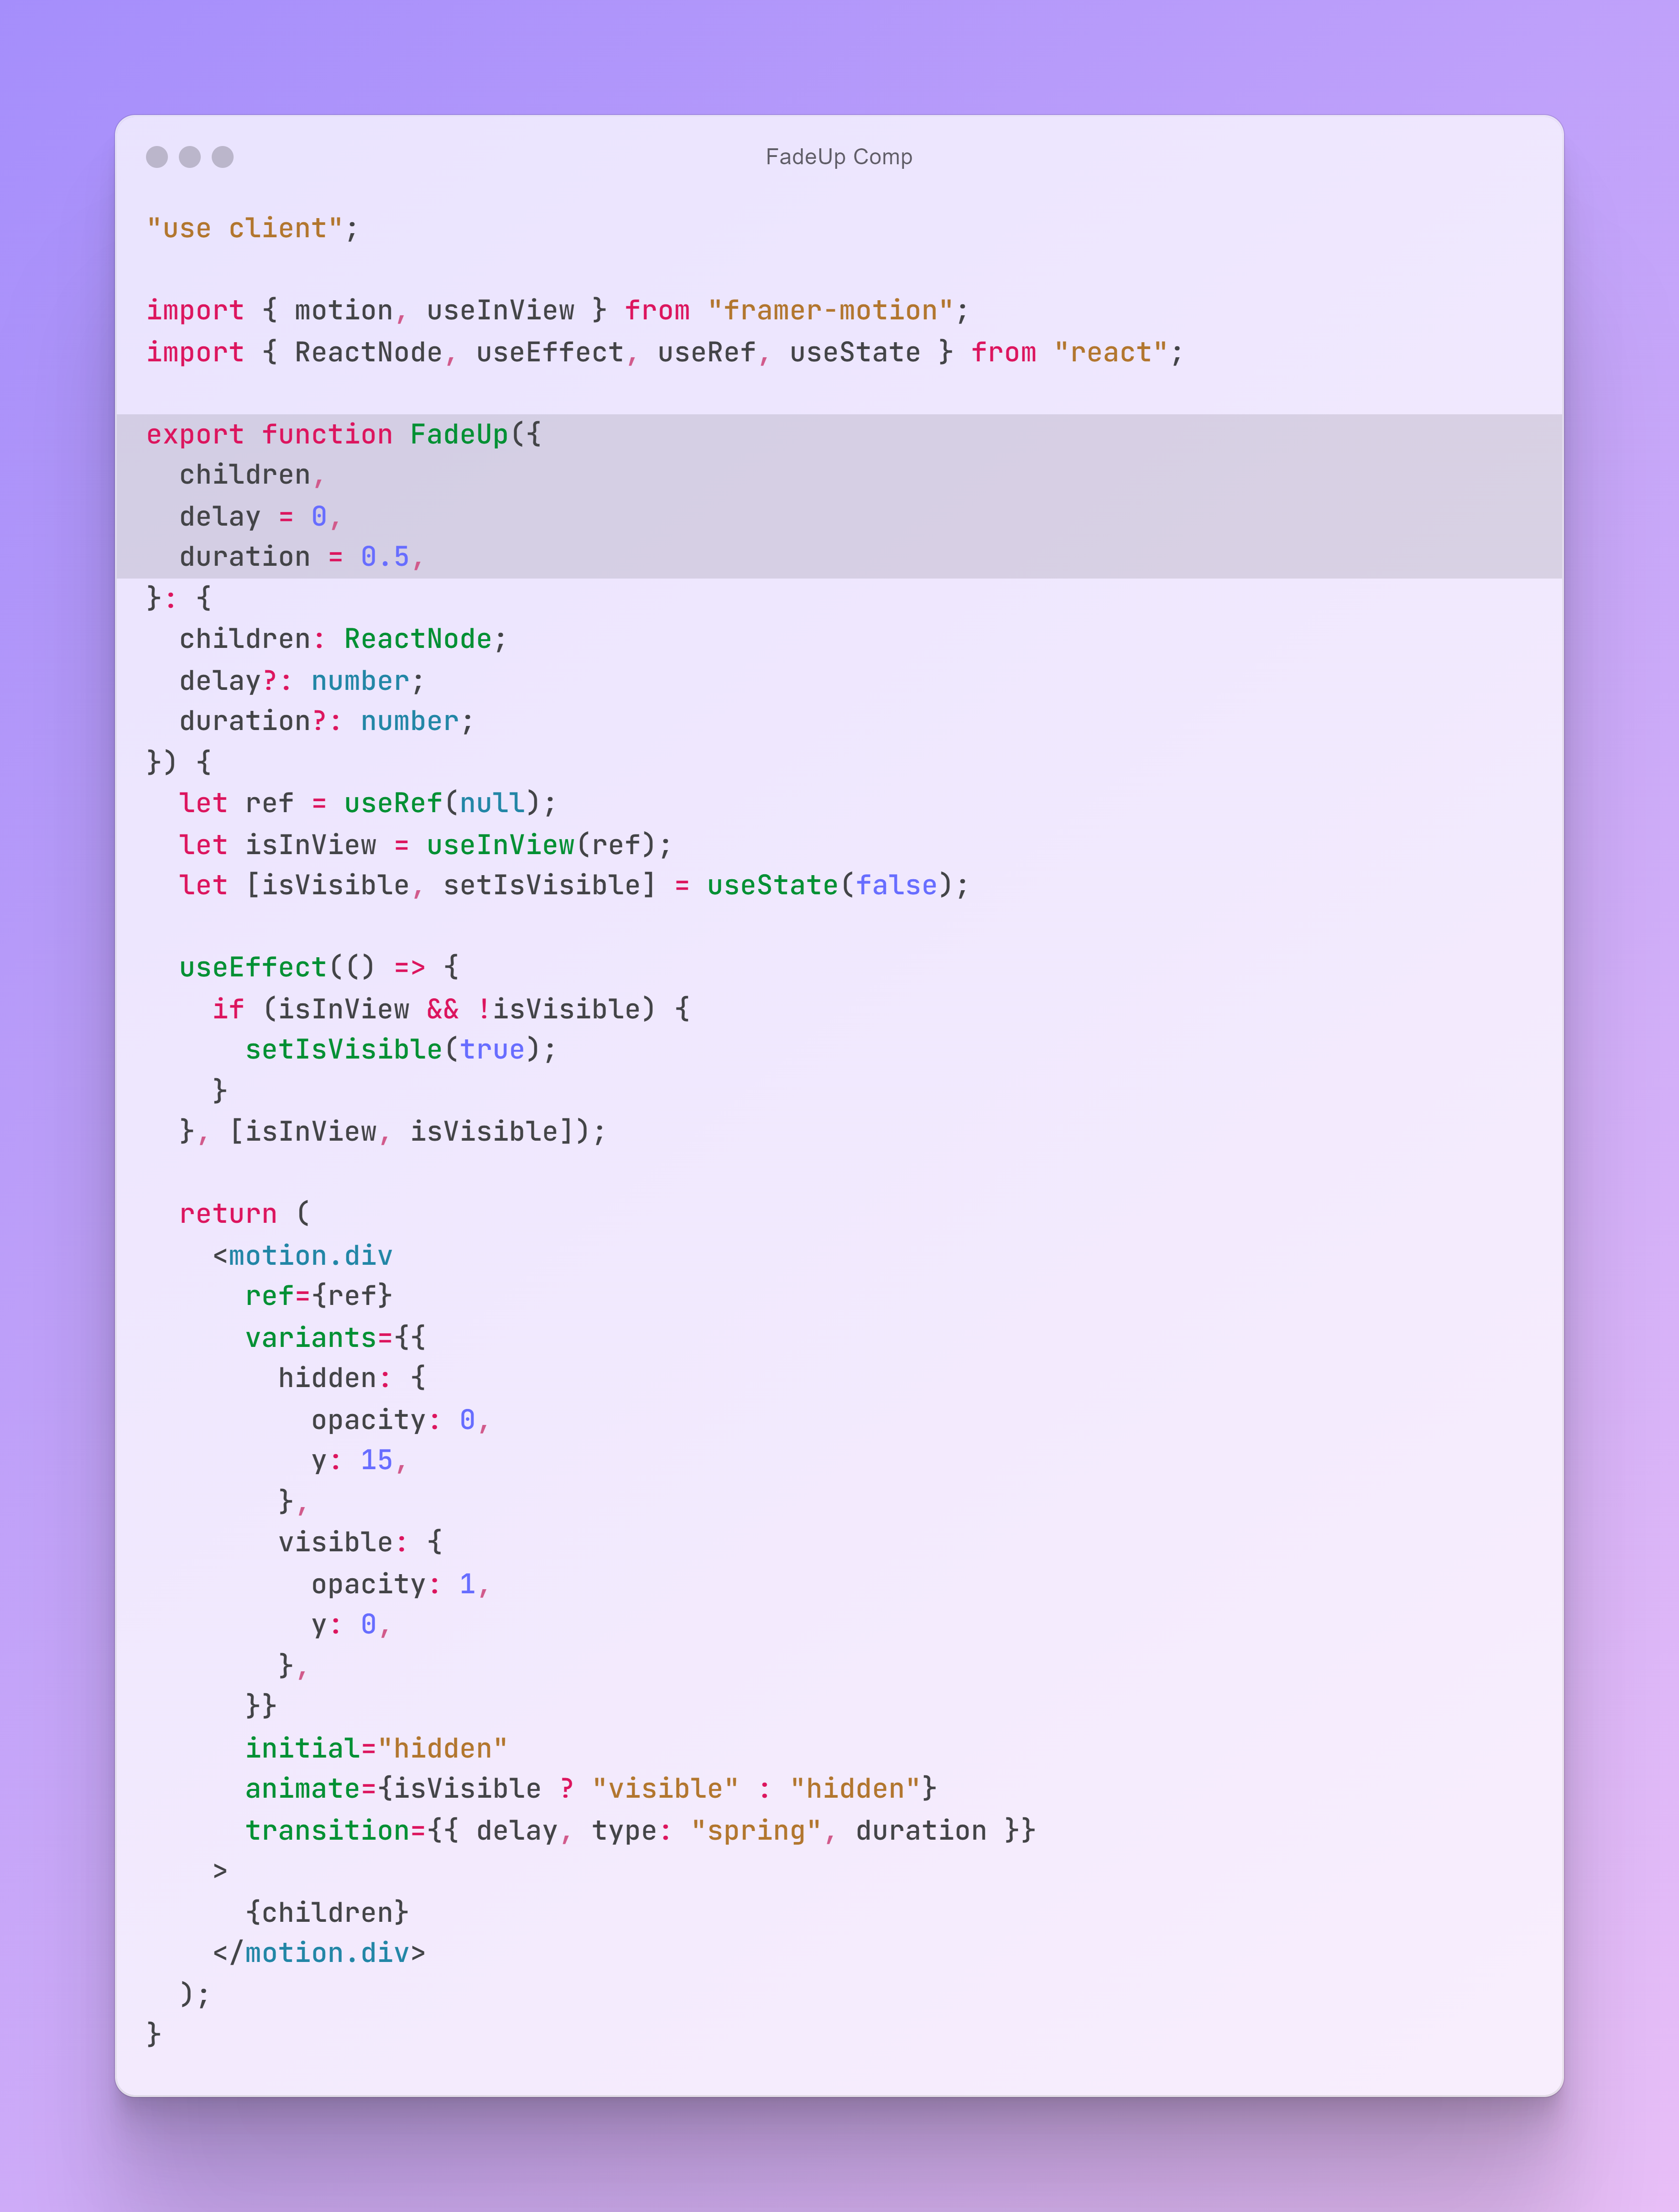 FadeUp Comp
"use client";
import { motion, useInView } from "framer-motion";
import { ReactNode, useEffect, useRef, useState } from "react";
export function FadeUp({
  children,
  delay = 0,
  duration = 0.5,
}: {
  children: ReactNode;
  delay?: number;
  duration?: number;
}) {
  let ref = useRef(null);
  let isInView = useInView(ref);
  let [isVisible, setIsVisible] = useState(false);
  useEffect(() => {
    if (isInView && !isVisible) {
      setIsVisible(true);
    }
  }, [isInView, isVisible]);
  return (
    <motion.div
      ref={ref}
      variants={{
        hidden: {
          opacity: 0,
          y: 15,
        },
        visible: {
          opacity: 1,
          y: 0,
        },
      }}
      initial="hidden"
      animate={isVisible ? "visible" : "hidden"}
      transition={{ delay, type: "spring", duration }}
    >
      {children}
    </motion.div>
  );
}